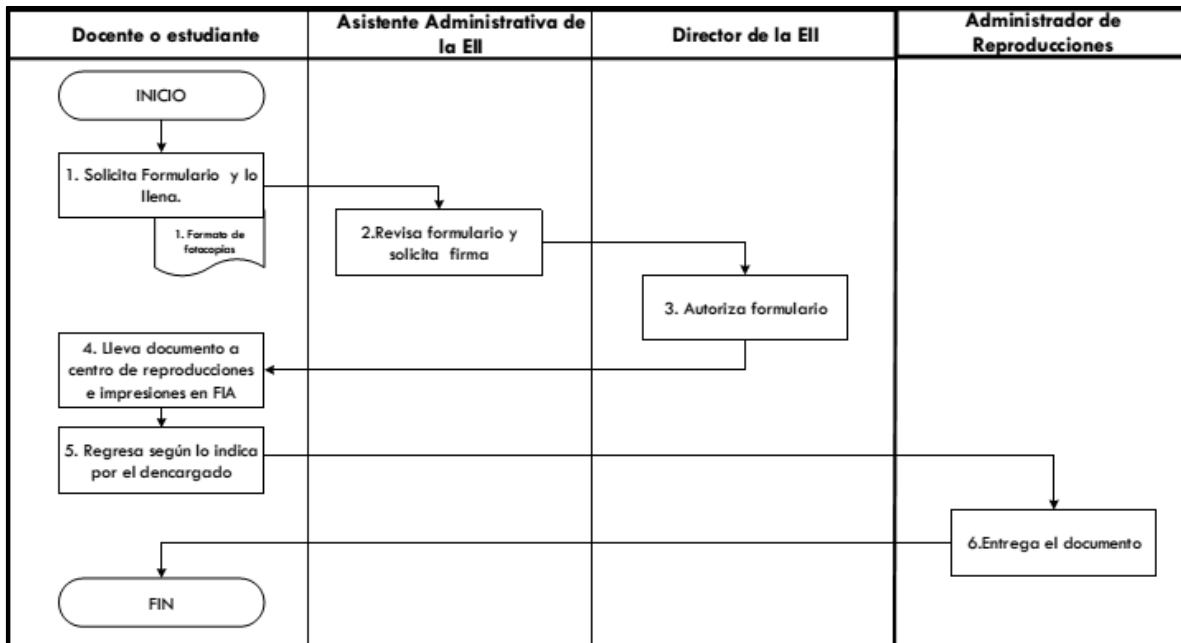 Docente o estudiante
Asistente Administrativa de
la EII
Director de la EII
Administrador de
Reproducciones
INICIO
1. Solicita Formulario y lo
llena.
1. Formato de
fotocopias
2.Revisa formulario y
solicita firma
3. Autoriza formulario
4. Lleva documento a
centro de reproducciones
e impresiones en FIA
5. Regresa según lo indica
por el dencargado
6.Entrega el documento
FIN